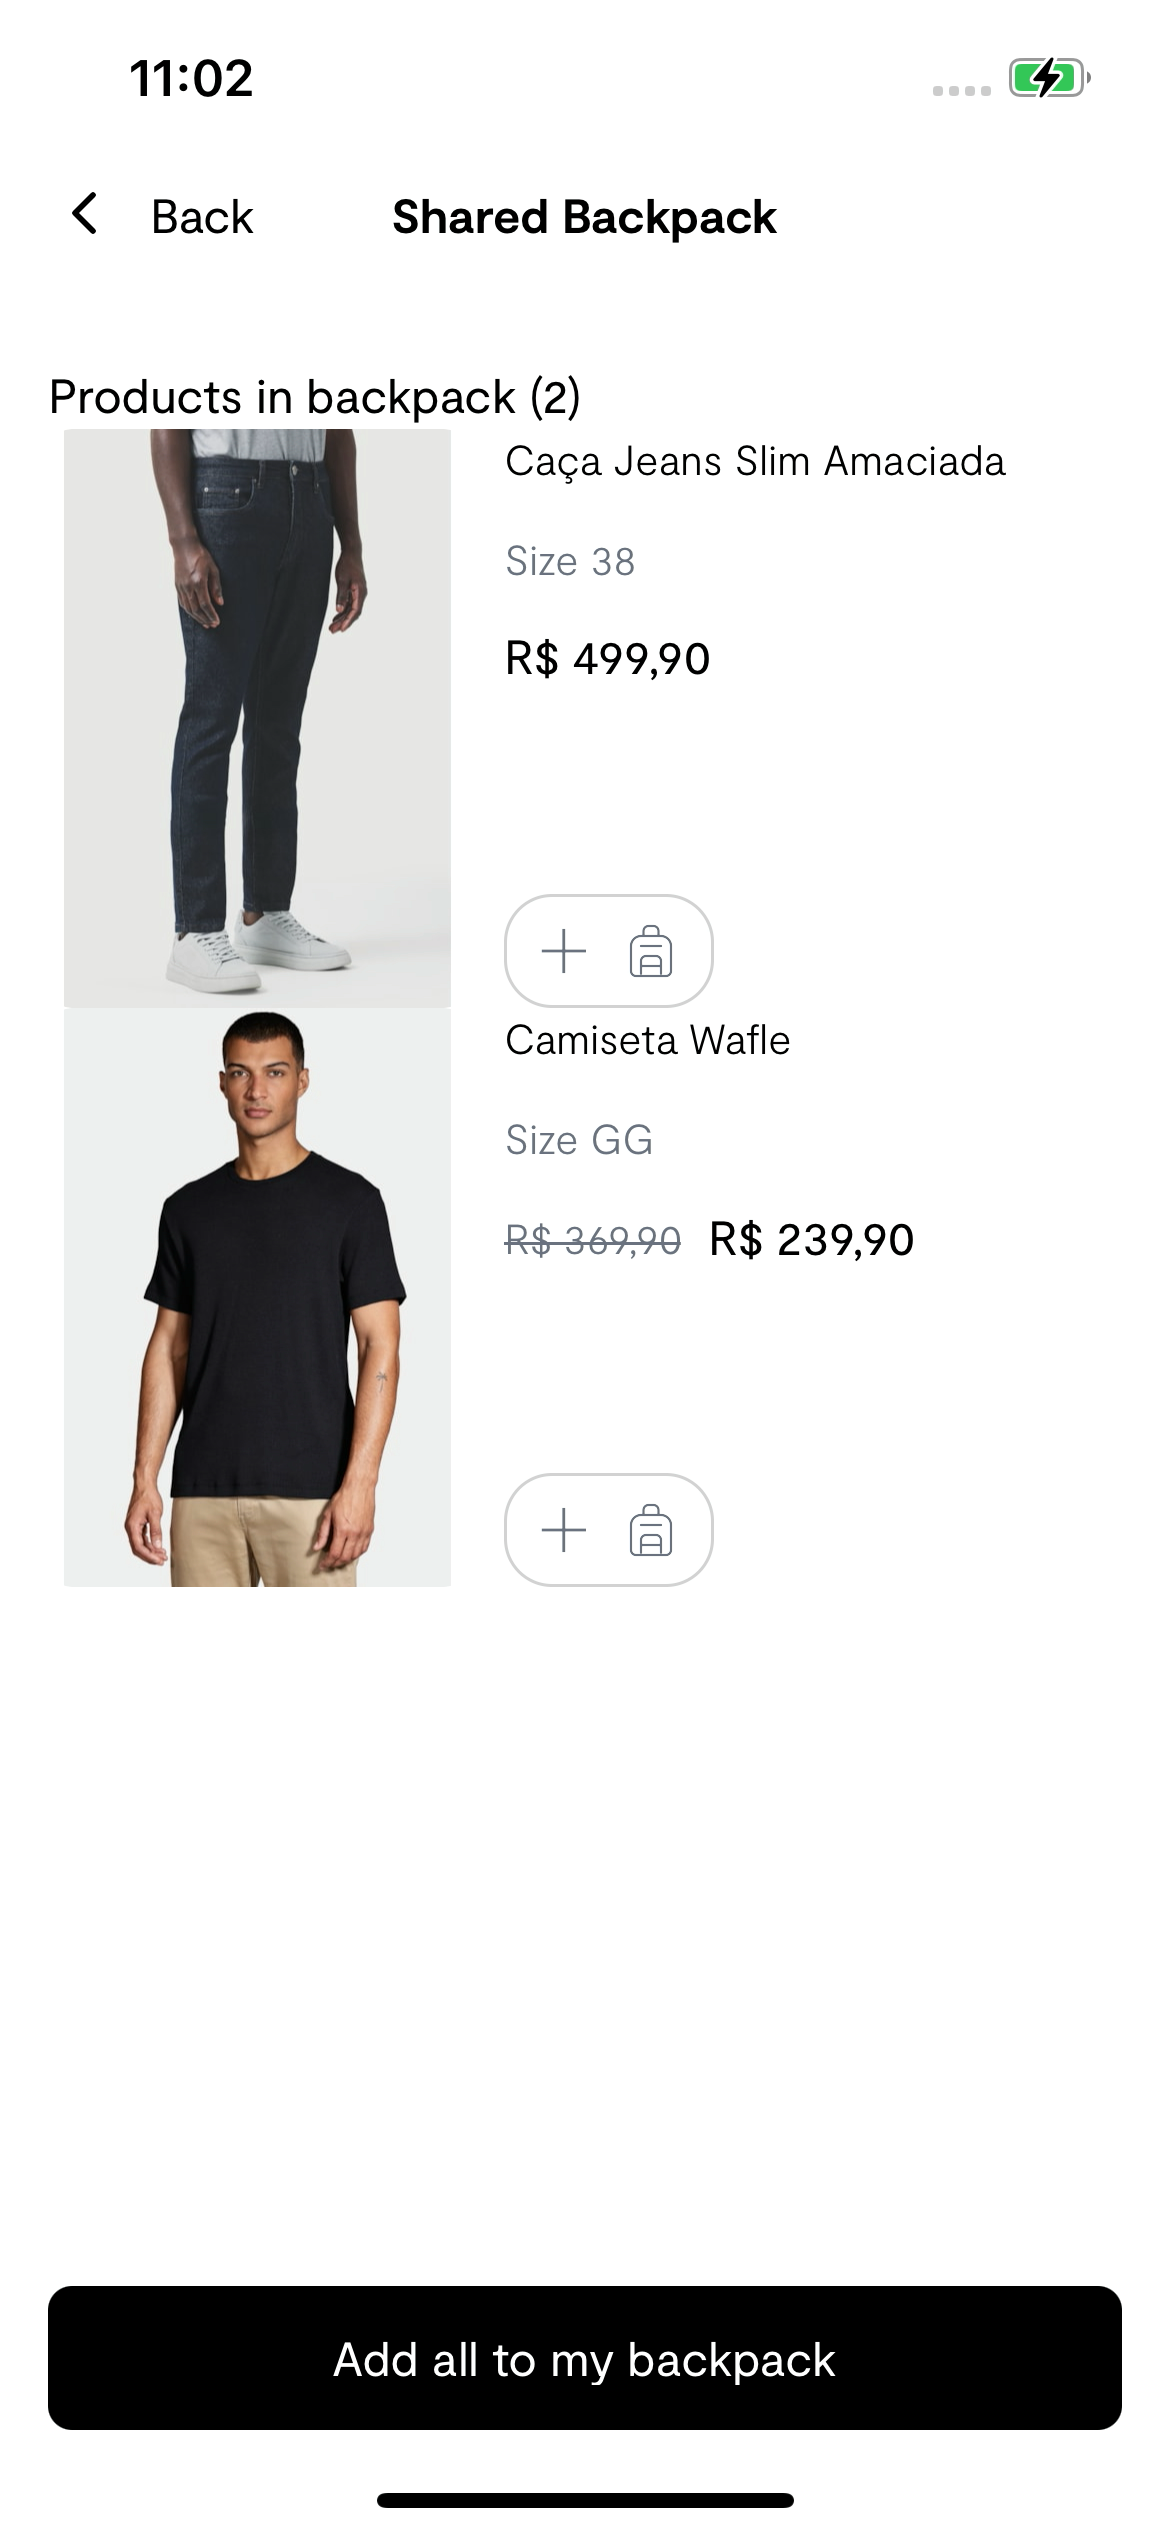 11:02
Back
Shared Backpack
Products in backpack (2)
Caça Jeans Slim Amaciada
Size 38
R$ 499,90
Camiseta Wafle
Size GG
R$ 369,90 R$ 239,90
Add all to my backpack